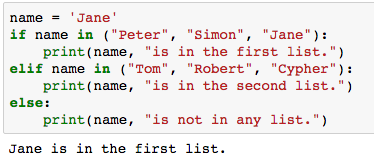 name = 'Jane'
if name in ("Peter", "Simon", "Jane"):
    print(name, "is in the first list.")
elif name in ("Tom", "Robert", "Cypher"):
    print(name, "is in the second list.")
else:
    print(name, "is not in any list.")
Jane is in the first list.